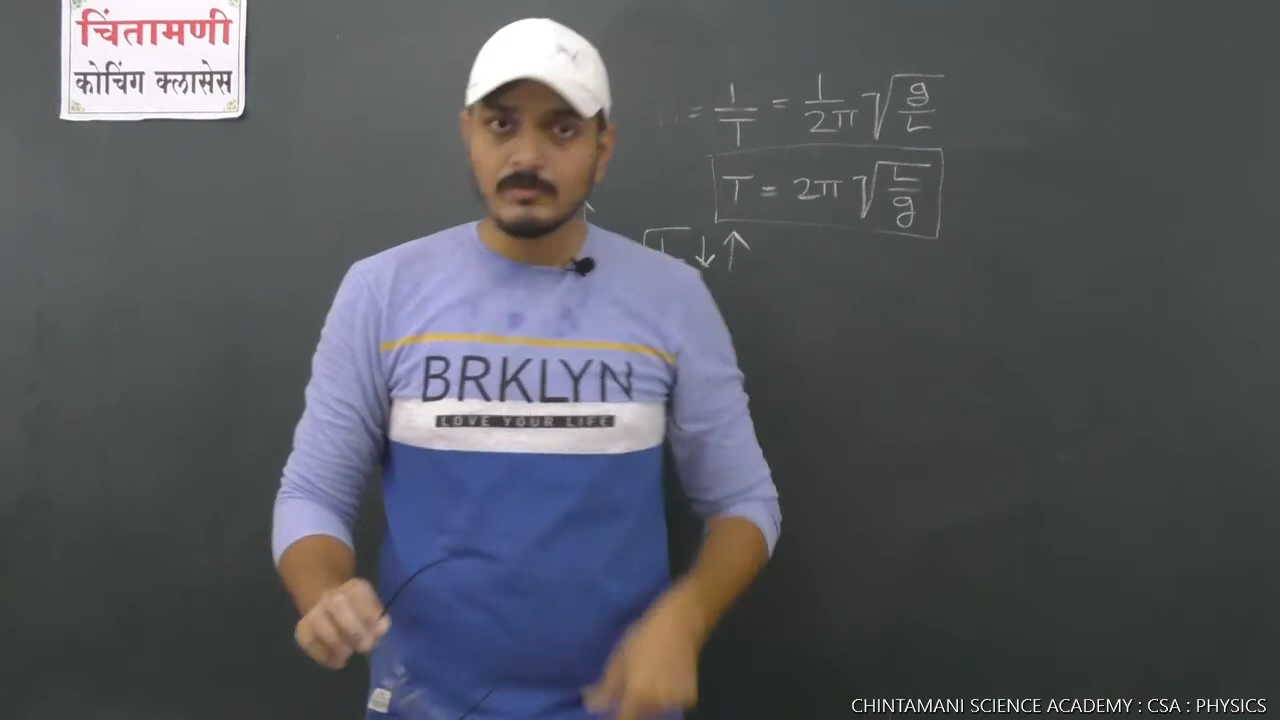 चिंतामणी
कोचिंग क्लासेस
= 1/T = 1/2π √g/L
T = 2π √L/g
↓ ↑
BRKLYN
LOVE YOUR LIFE
CHINTAMANI SCIENCE ACADEMY : CSA : PHYSICS